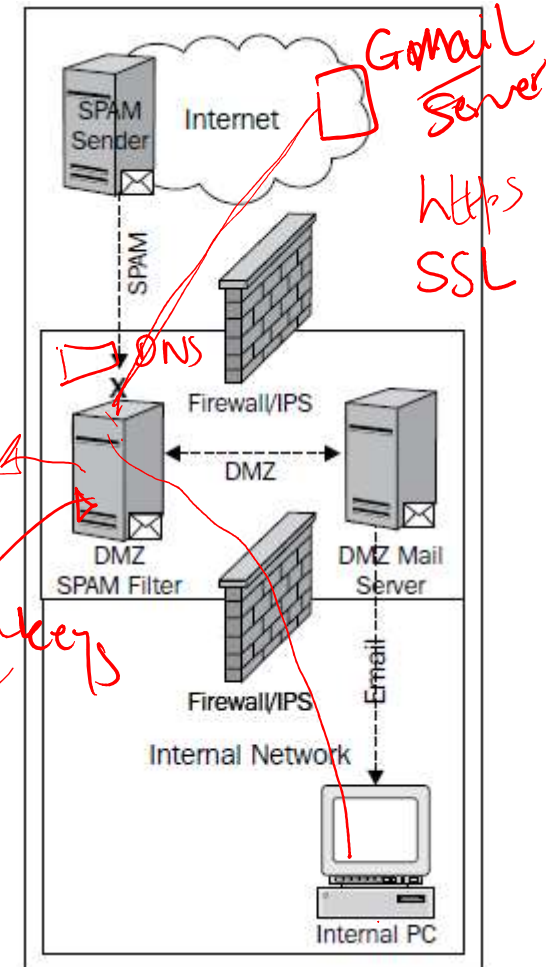 GMail
Server
SPAM
Sender
Internet
https
SSL
SPAM
DNS
X
Firewall/IPS
DMZ
DMZ
SPAM Filter
DMZ Mail
Server
keys
Email
Firewall/IPS
Internal Network
Internal PC